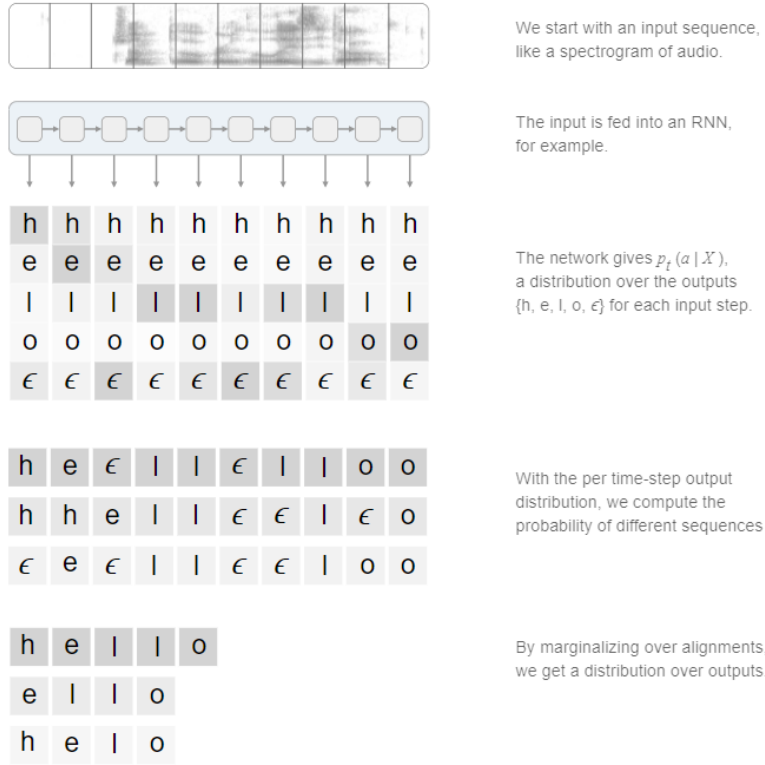 We start with an input sequence,
like a spectrogram of audio.
The input is fed into an RNN,
for example.
h h h h h h h h h h
e e e e e e e e e e
l l l l l l l l l l
o o o o o o o o o o
ϵ ϵ ϵ ϵ ϵ ϵ ϵ ϵ ϵ ϵ
The network gives pₜ (a | X),
a distribution over the outputs
{h, e, l, o, ϵ} for each input step.
h e ϵ l l ϵ l l o o
h h e l l ϵ ϵ l ϵ o
ϵ e ϵ l l ϵ ϵ l o o
With the per time-step output
distribution, we compute the
probability of different sequences
h e l l o
e l l o
h e l o
By marginalizing over alignments
we get a distribution over outputs